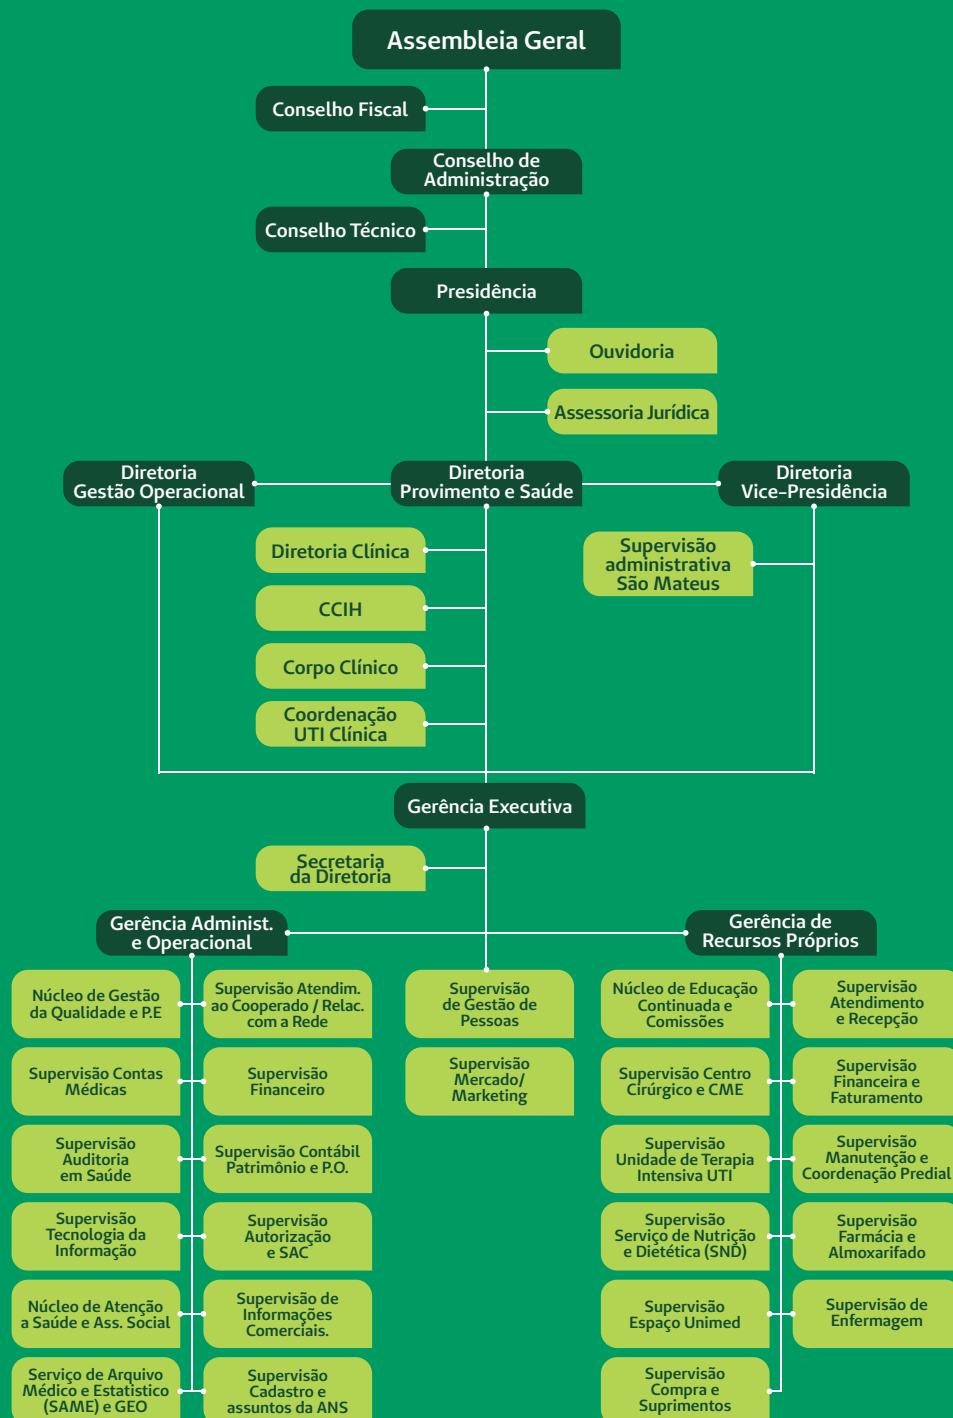 Assembleia Geral
Conselho Fiscal
Conselho de
Administração
Conselho Técnico
Presidência
Ouvidoria
Assessoria Jurídica
Diretoria
Gestão Operacional
Diretoria
Provimento e Saúde
Diretoria
Vice-Presidência
Diretoria Clínica
Supervisão
administrativa
São Mateus
CCIH
Corpo Clínico
Coordenação
UTI Clínica
Gerência Executiva
Secretaria
da Diretoria
Gerência Administ.
e Operacional
Gerência de
Recursos Próprios
Núcleo de Gestão
da Qualidade e P.E
Supervisão Atendim.
ao Cooperado / Relac.
com a Rede
Supervisão
de Gestão de
Pessoas
Núcleo de Educação
Continuada e
Comissões
Supervisão
Atendimento
e Recepção
Supervisão Contas
Médicas
Supervisão
Financeiro
Supervisão
Mercado/
Marketing
Supervisão Centro
Cirúrgico e CME
Supervisão
Financeira e
Faturamento
Supervisão
Auditoria
em Saúde
Supervisão Contábil
Patrimônio e P.O.
Supervisão
Unidade de Terapia
Intensiva UTI
Supervisão
Manutenção e
Coordenação Predial
Supervisão
Tecnologia da
Informação
Supervisão
Autorização
e SAC
Supervisão
Serviço de Nutrição
e Dietética (SND)
Supervisão
Farmácia e
Almoxarifado
Núcleo de Atenção
a Saúde e Ass. Social
Supervisão de
Informações
Comerciais.
Supervisão
Espaço Unimed
Supervisão de
Enfermagem
Serviço de Arquivo
Médico e Estatistico
(SAME) e GEO
Supervisão
Cadastro e
assuntos da ANS
Supervisão
Compra e
Suprimentos